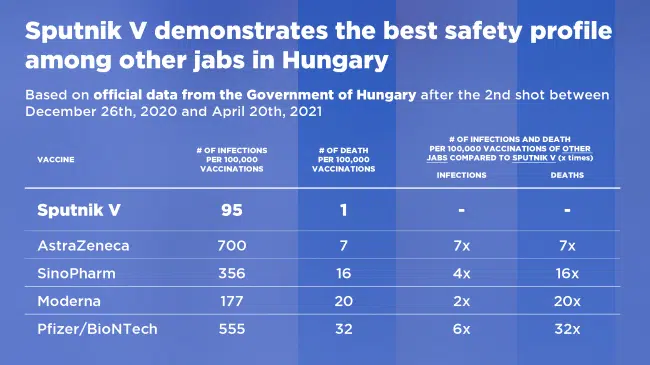 Sputnik V demonstrates the best safety profile
among other jabs in Hungary
Based on official data from the Government of Hungary after the 2nd shot between
December 26th, 2020 and April 20th, 2021
VACCINE
# OF INFECTIONS
PER 100,000
VACCINATIONS
# OF DEATH
PER 100,000
VACCINATIONS
# OF INFECTIONS AND DEATH
PER 100,000 VACCINATIONS OF OTHER
JABS COMPARED TO SPUTNIK V (x times)
INFECTIONS DEATHS
Sputnik V 95 1 - -
AstraZeneca 700 7 7x 7x
SinoPharm 356 16 4x 16x
Moderna 177 20 2x 20x
Pfizer/BioNTech 555 32 6x 32x